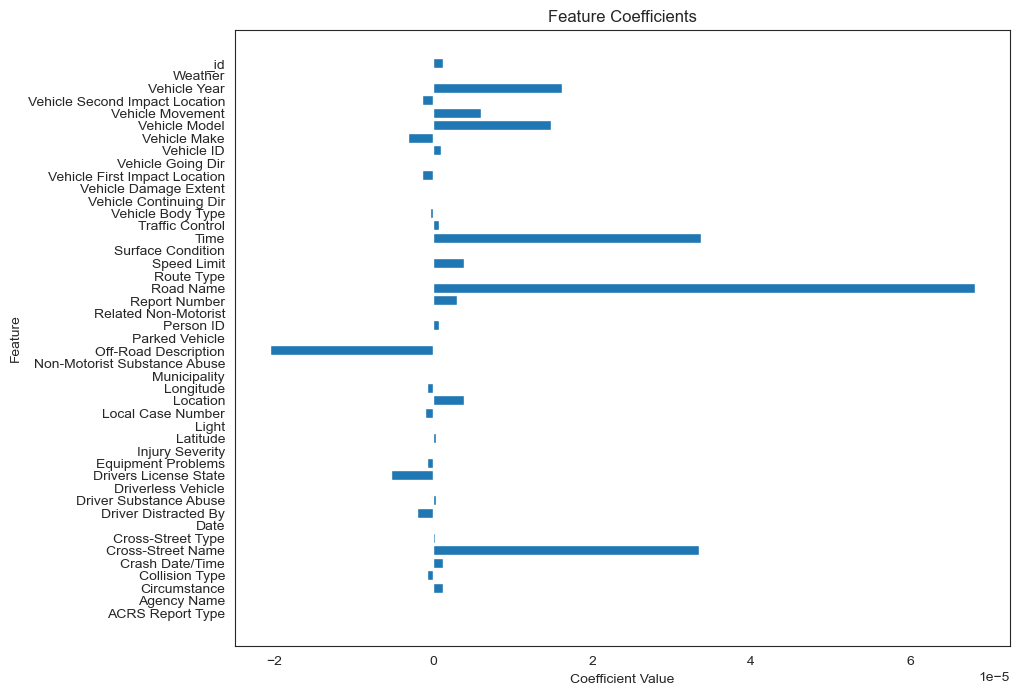 Feature Coefficients
_id
Weather
Vehicle Year
Vehicle Second Impact Location
Vehicle Movement
Vehicle Model
Vehicle Make
Vehicle ID
Vehicle Going Dir
Vehicle First Impact Location
Vehicle Damage Extent
Vehicle Continuing Dir
Vehicle Body Type
Traffic Control
Time
Surface Condition
Speed Limit
Route Type
Road Name
Report Number
Related Non-Motorist
Person ID
Parked Vehicle
Off-Road Description
Non-Motorist Substance Abuse
Municipality
Longitude
Location
Local Case Number
Light
Latitude
Injury Severity
Equipment Problems
Drivers License State
Driverless Vehicle
Driver Substance Abuse
Driver Distracted By
Date
Cross-Street Type
Cross-Street Name
Crash Date/Time
Collision Type
Circumstance
Agency Name
ACRS Report Type
Feature
−2 0 2 4 6
1e−5
Coefficient Value